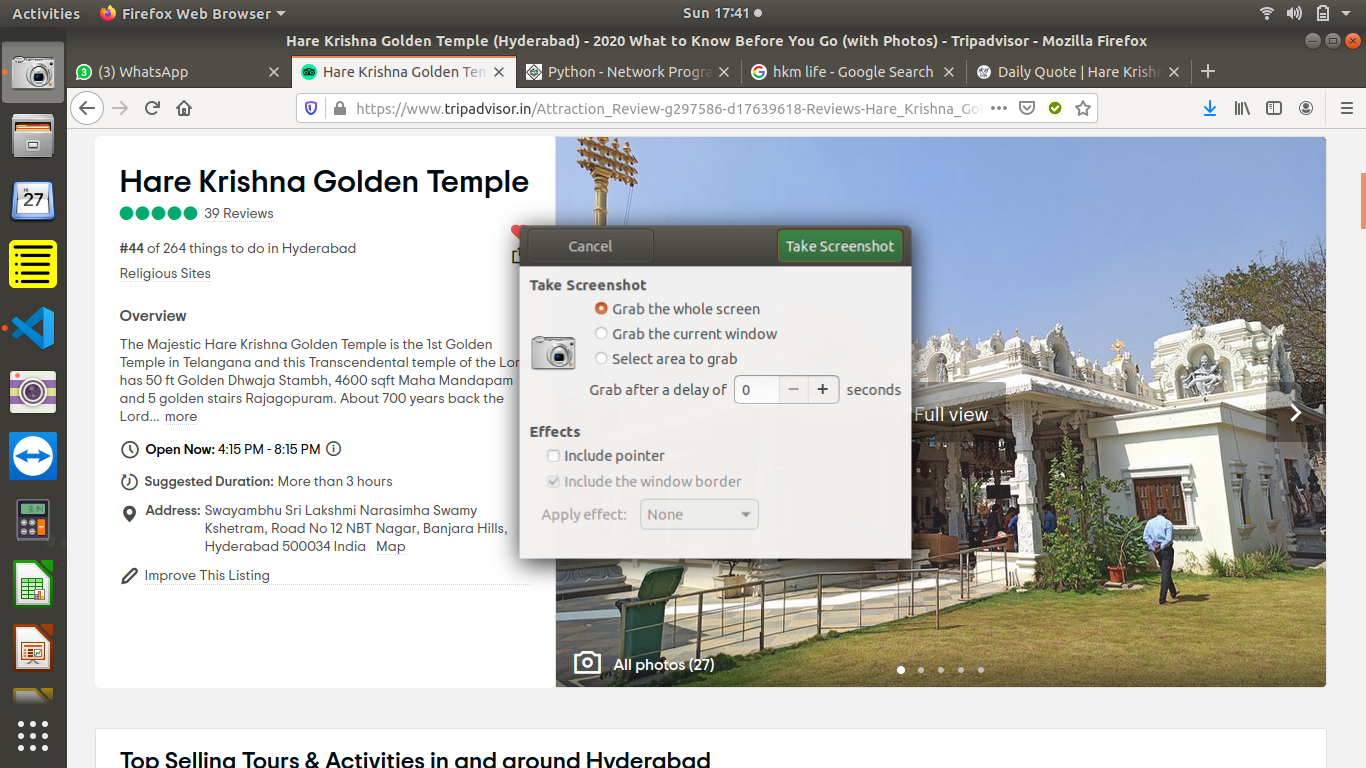 Activities
Firefox Web Browser
Sun 17:41
Hare Krishna Golden Temple (Hyderabad) - 2020 What to Know Before You Go (with Photos) - Tripadvisor - Mozilla Firefox
3
(3) WhatsApp
Hare Krishna Golden Tem
Python - Network Progra
hkm life - Google Search
Daily Quote | Hare Krishn
https://www.tripadvisor.in/Attraction_Review-g297586-d17639618-Reviews-Hare_Krishna_Go
27
Hare Krishna Golden Temple
39 Reviews
#44 of 264 things to do in Hyderabad
Religious Sites
Overview
The Majestic Hare Krishna Golden Temple is the 1st Golden
Temple in Telangana and this Transcendental temple of the Lor
has 50 ft Golden Dhwaja Stambh, 4600 sqft Maha Mandapam
and 5 golden stairs Rajagopuram. About 700 years back the
Lord... more
Open Now: 4:15 PM - 8:15 PM
Suggested Duration: More than 3 hours
Address: Swayambhu Sri Lakshmi Narasimha Swamy
Kshetram, Road No 12 NBT Nagar, Banjara Hills,
Hyderabad 500034 India Map
Improve This Listing
Cancel
Take Screenshot
Take Screenshot
Grab the whole screen
Grab the current window
Select area to grab
Grab after a delay of 0 − + seconds
Effects
Include pointer
Include the window border
Apply effect: None
Full view
All photos (27)
Top Selling Tours & Activities in and around Hyderabad